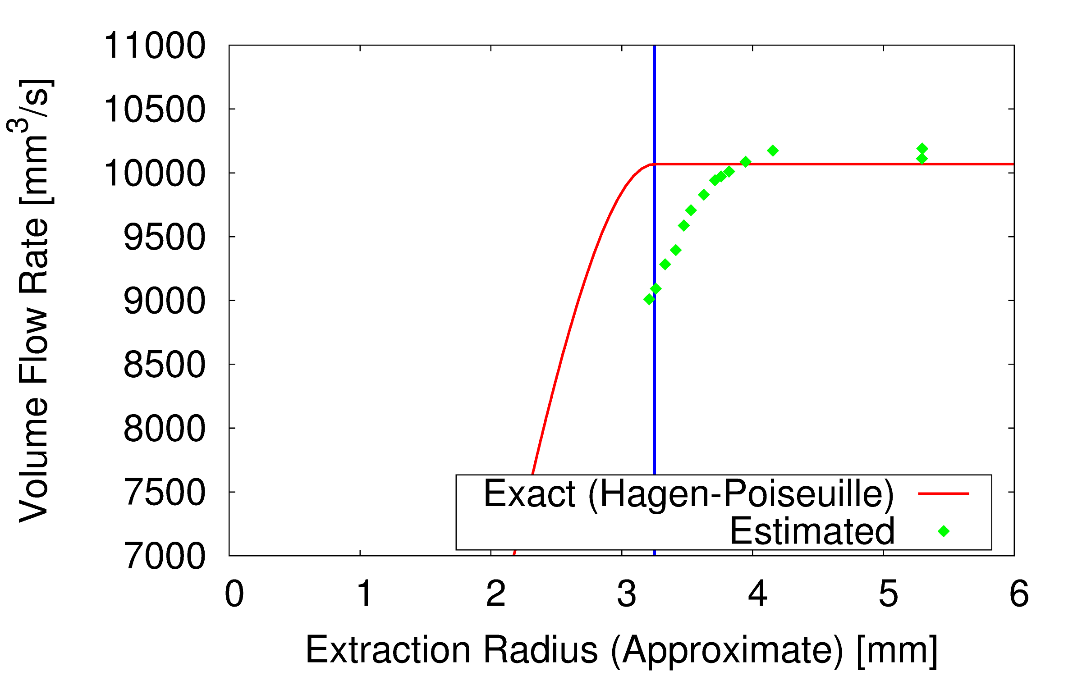 11000
10500
10000
9500
9000
8500
8000
7500
7000
Volume Flow Rate [mm³/s]
Exact (Hagen-Poiseuille)
Estimated
0 1 2 3 4 5 6
Extraction Radius (Approximate) [mm]